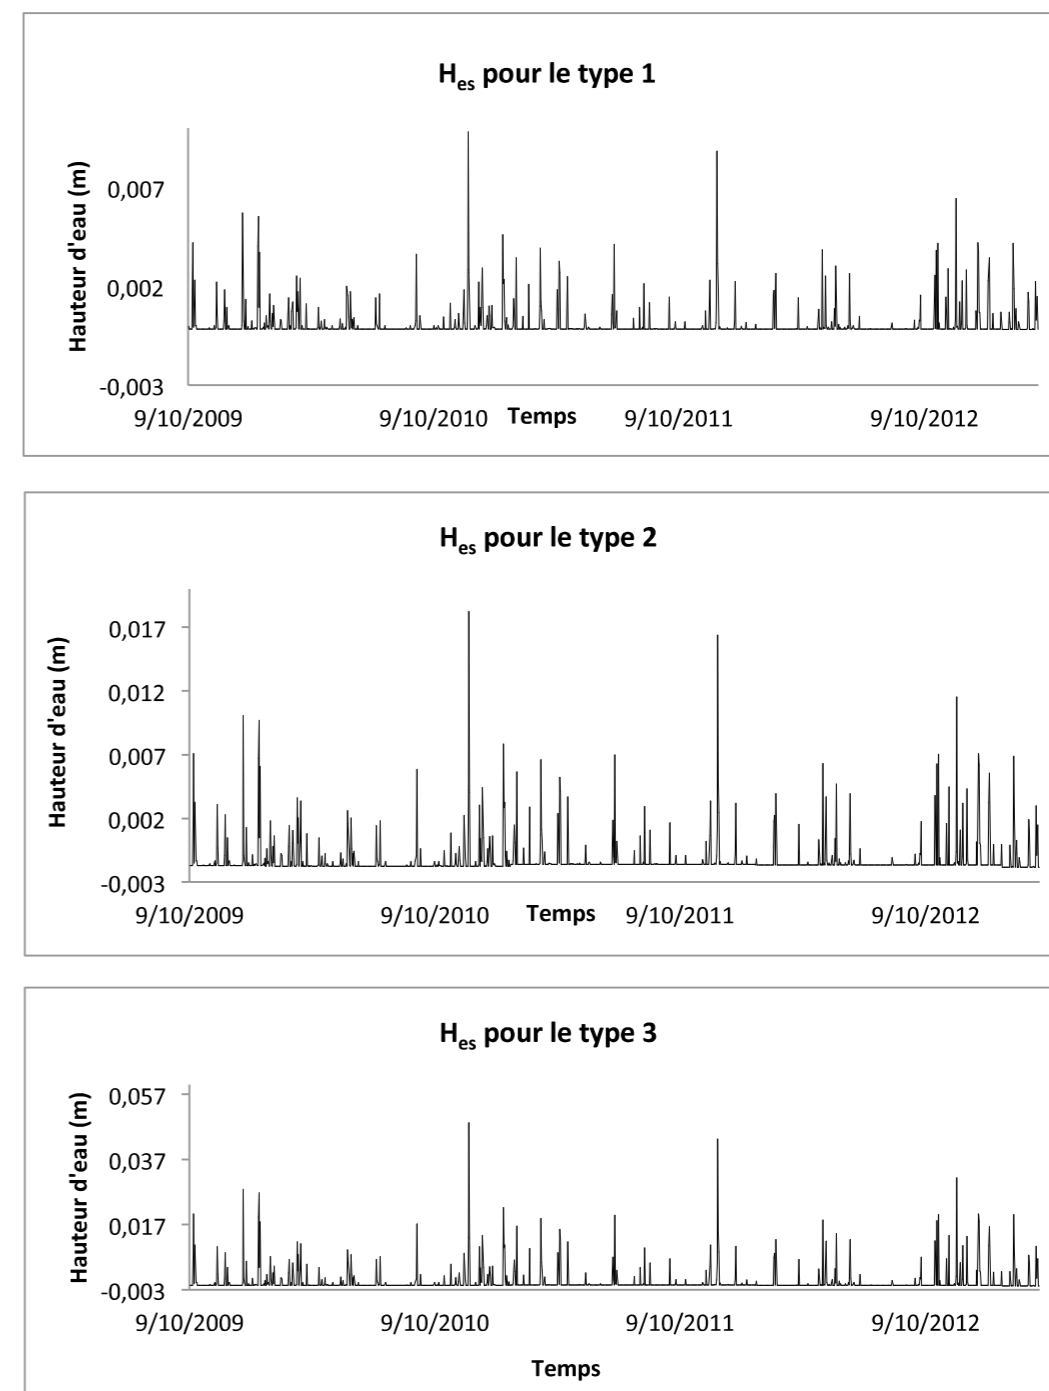 Hes pour le type 1
Hauteur d'eau (m)
0,007
0,002
-0,003
9/10/2009 9/10/2010 Temps 9/10/2011 9/10/2012
Hes pour le type 2
Hauteur d'eau (m)
0,017
0,012
0,007
0,002
-0,003
9/10/2009 9/10/2010 Temps 9/10/2011 9/10/2012
Hes pour le type 3
Hauteur d'eau (m)
0,057
0,037
0,017
-0,003
9/10/2009 9/10/2010 9/10/2011 9/10/2012
Temps